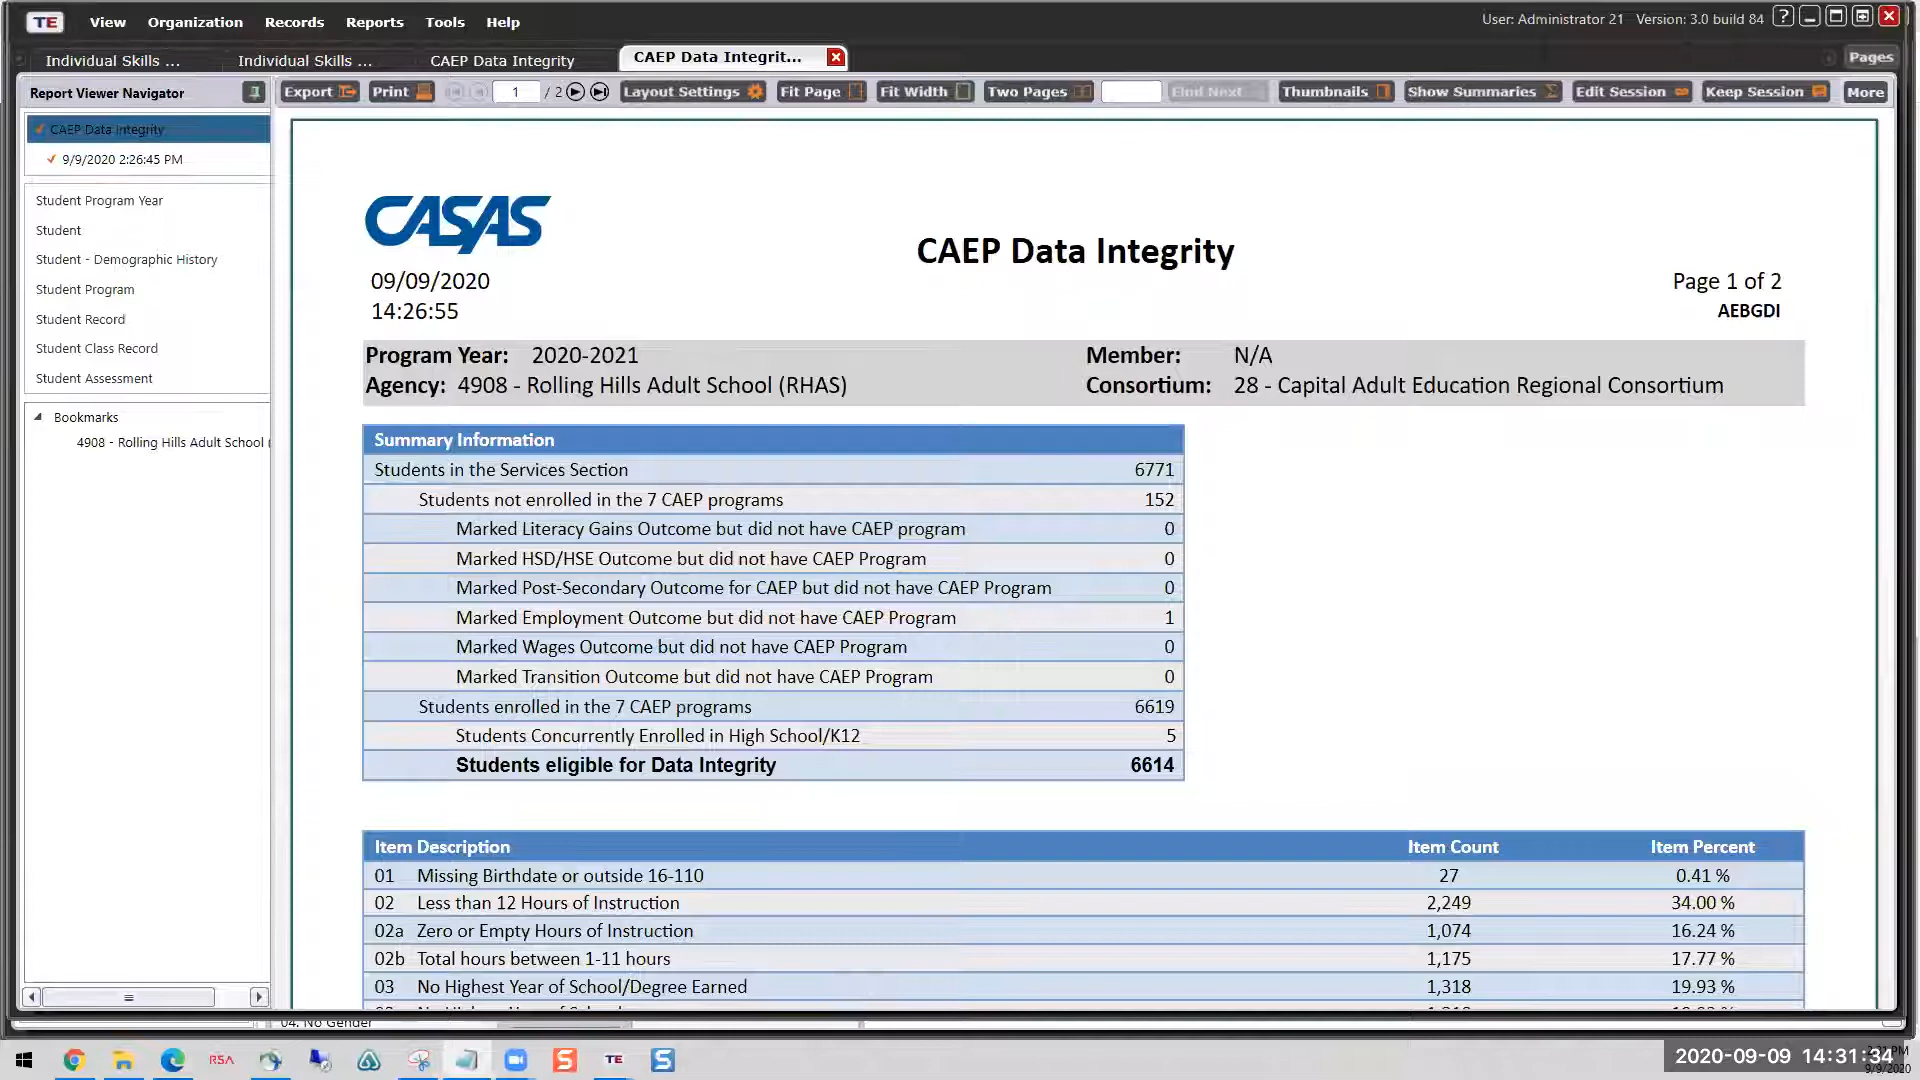 TE View Organization Records Reports Tools Help User: Administrator 21 Version: 3.0 build 84 ?
Individual Skills ... Individual Skills ... CAEP Data Integrity CAEP Data Integrit... Pages
Report Viewer Navigator Export Print 1 / 2 Layout Settings Fit Page Fit Width Two Pages Find Next Thumbnails Show Summaries Edit Session Keep Session More
CAEP Data Integrity
9/9/2020 2:26:45 PM
Student Program Year
Student
Student - Demographic History
Student Program
Student Record
Student Class Record
Student Assessment
Bookmarks
4908 - Rolling Hills Adult School (
CASAS
CAEP Data Integrity
09/09/2020
14:26:55
Page 1 of 2
AEBGDI
Program Year: 2020-2021 Member: N/A
Agency: 4908 - Rolling Hills Adult School (RHAS) Consortium: 28 - Capital Adult Education Regional Consortium
Summary Information
Students in the Services Section 6771
Students not enrolled in the 7 CAEP programs 152
Marked Literacy Gains Outcome but did not have CAEP program 0
Marked HSD/HSE Outcome but did not have CAEP Program 0
Marked Post-Secondary Outcome for CAEP but did not have CAEP Program 0
Marked Employment Outcome but did not have CAEP Program 1
Marked Wages Outcome but did not have CAEP Program 0
Marked Transition Outcome but did not have CAEP Program 0
Students enrolled in the 7 CAEP programs 6619
Students Concurrently Enrolled in High School/K12 5
Students eligible for Data Integrity 6614
Item Description Item Count Item Percent
01 Missing Birthdate or outside 16-110 27 0.41 %
02 Less than 12 Hours of Instruction 2,249 34.00 %
02a Zero or Empty Hours of Instruction 1,074 16.24 %
02b Total hours between 1-11 hours 1,175 17.77 %
03 No Highest Year of School/Degree Earned 1,318 19.93 %
04. No Gender
RSA S TE S
2020-09-09 14:31:34
9/9/2020